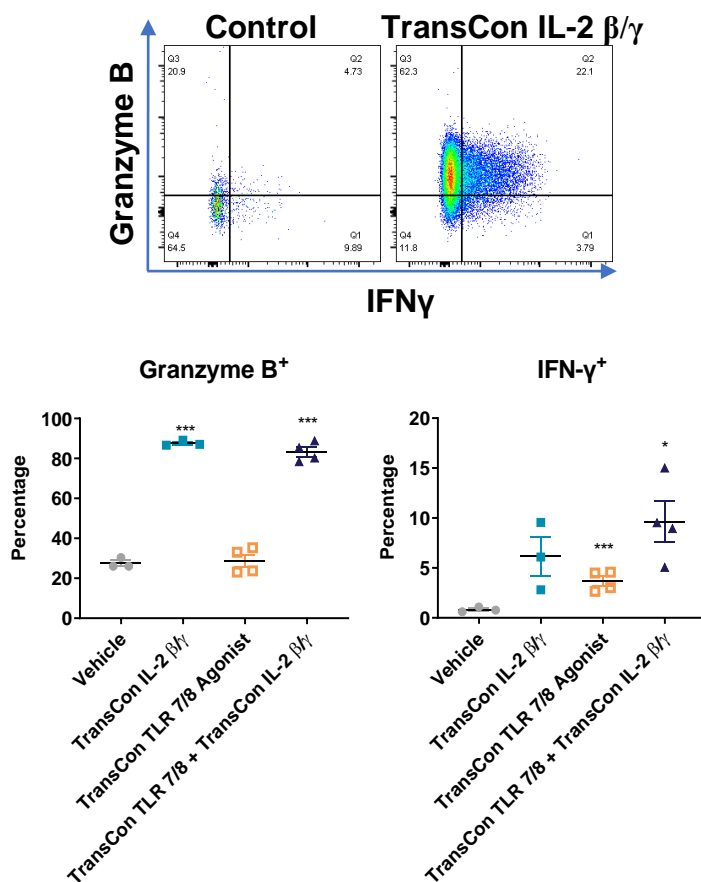 Control
TransCon IL-2 β/γ
Granzyme B
Q3
20.9
Q2
4.73
Q4
64.5
Q1
9.89
Q3
62.3
Q2
22.1
Q4
11.8
Q1
3.79
IFNγ
Granzyme B+
Percentage
100
80
60
40
20
0
***
***
Vehicle
TransCon IL-2 β/γ
TransCon TLR 7/8 Agonist
TransCon TLR 7/8 + TransCon IL-2 β/γ
IFN-γ+
Percentage
20
15
10
5
0
***
*
Vehicle
TransCon IL-2 β/γ
TransCon TLR 7/8 Agonist
TransCon TLR 7/8 + TransCon IL-2 β/γ